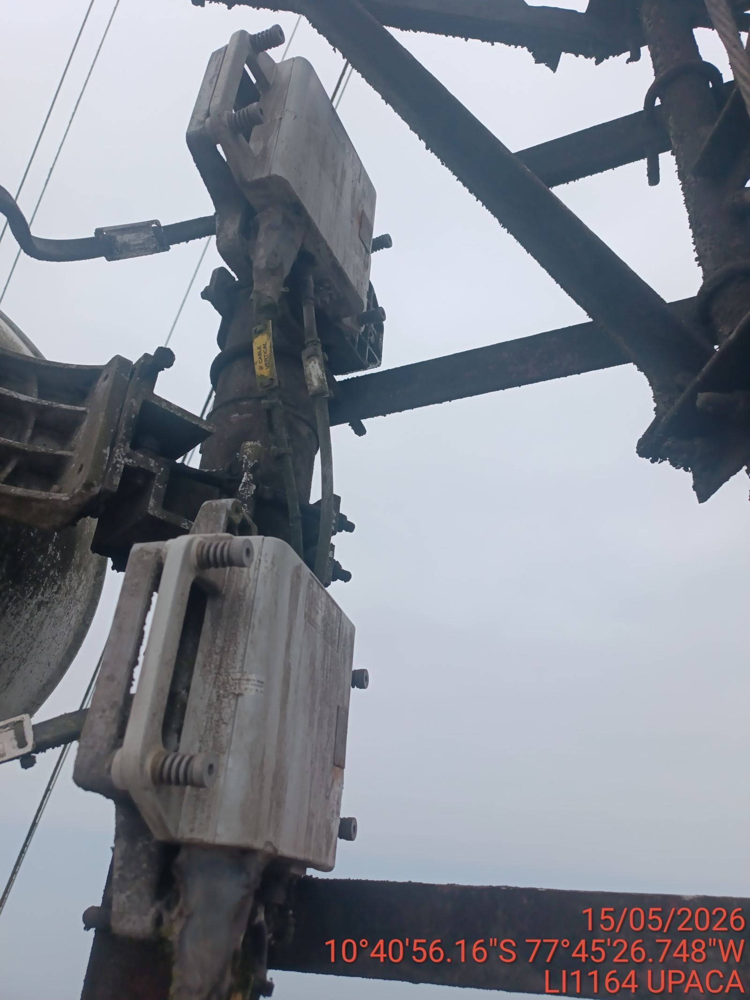 IF CABLE
VERTICAL
15/05/2026
10°40'56.16"S 77°45'26.748"W
LI1164 UPACA